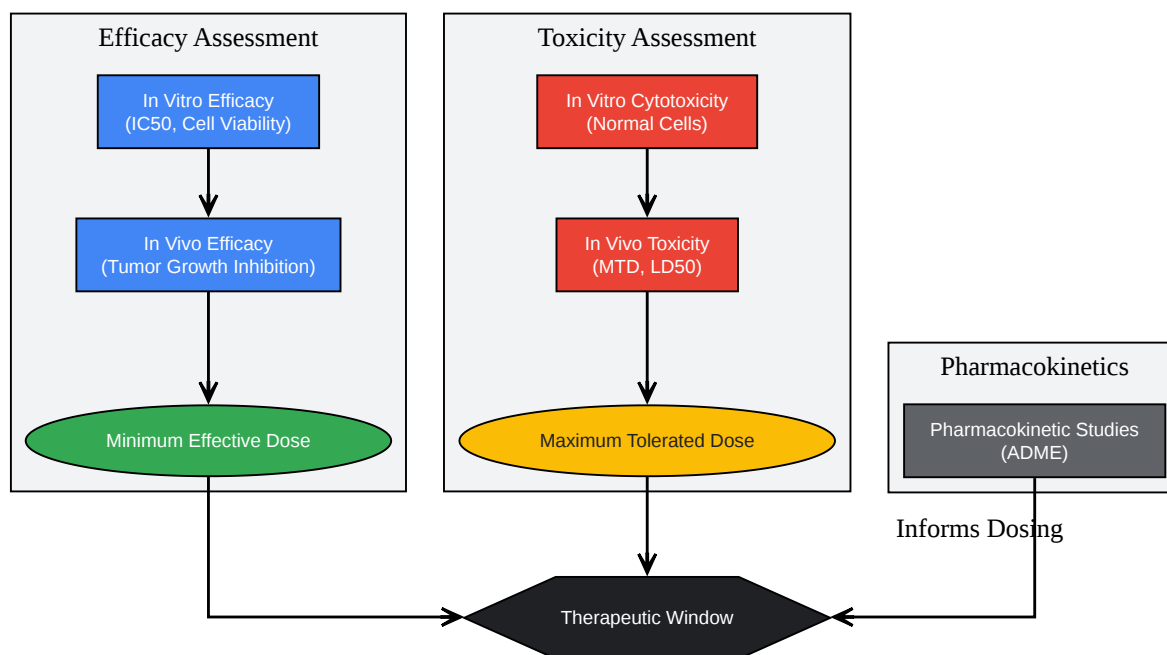 Efficacy Assessment
In Vitro Efficacy
(IC50, Cell Viability)
In Vivo Efficacy
(Tumor Growth Inhibition)
Minimum Effective Dose
Toxicity Assessment
In Vitro Cytotoxicity
(Normal Cells)
In Vivo Toxicity
(MTD, LD50)
Maximum Tolerated Dose
Pharmacokinetics
Pharmacokinetic Studies
(ADME)
Informs Dosing
Therapeutic Window